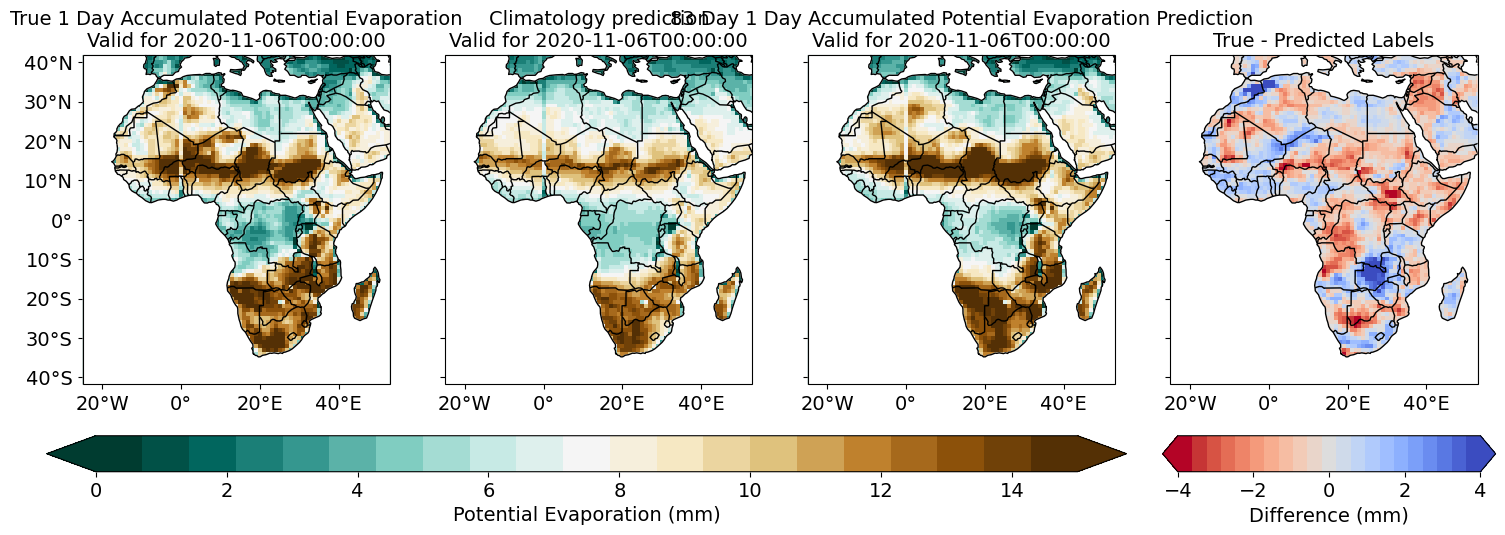 True 1 Day Accumulated Potential Evaporation
Valid for 2020-11-06T00:00:00
Climatology prediction
Valid for 2020-11-06T00:00:00
83 Day 1 Day Accumulated Potential Evaporation Prediction
Valid for 2020-11-06T00:00:00
True - Predicted Labels
40°N
30°N
20°N
10°N
0°
10°S
20°S
30°S
40°S
20°W 0° 20°E 40°E
20°W 0° 20°E 40°E
20°W 0° 20°E 40°E
20°W 0° 20°E 40°E
0 2 4 6 8 10 12 14
Potential Evaporation (mm)
−4 −2 0 2 4
Difference (mm)